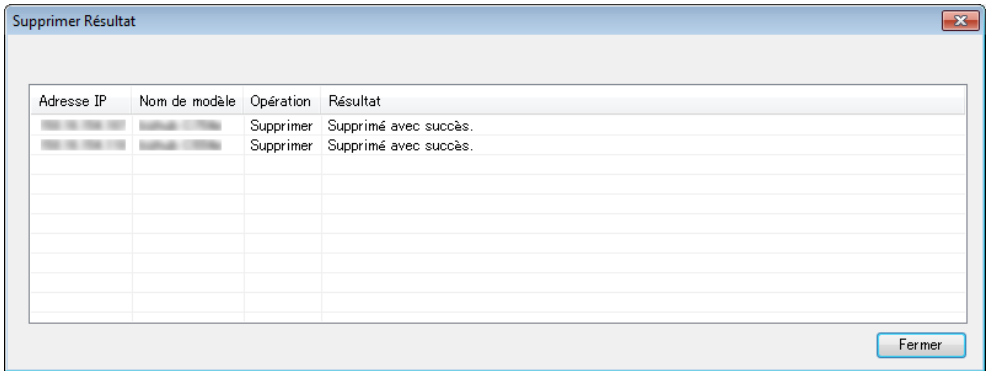 Supprimer Résultat
Adresse IP Nom de modèle Opération Résultat
Supprimer Supprimé avec succès.
Supprimer Supprimé avec succès.
Fermer